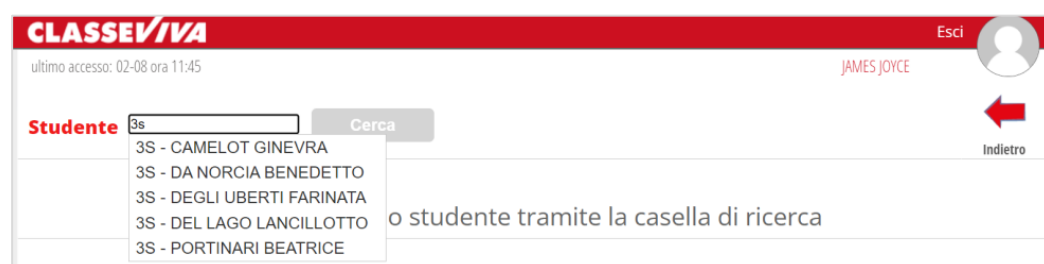 CLASSEVIVA
Esci
ultimo accesso: 02-08 ora 11:45
JAMES JOYCE
Studente 3s Cerca
Indietro
3S - CAMELOT GINEVRA
3S - DA NORCIA BENEDETTO
3S - DEGLI UBERTI FARINATA
3S - DEL LAGO LANCILLOTTO
3S - PORTINARI BEATRICE
o studente tramite la casella di ricerca